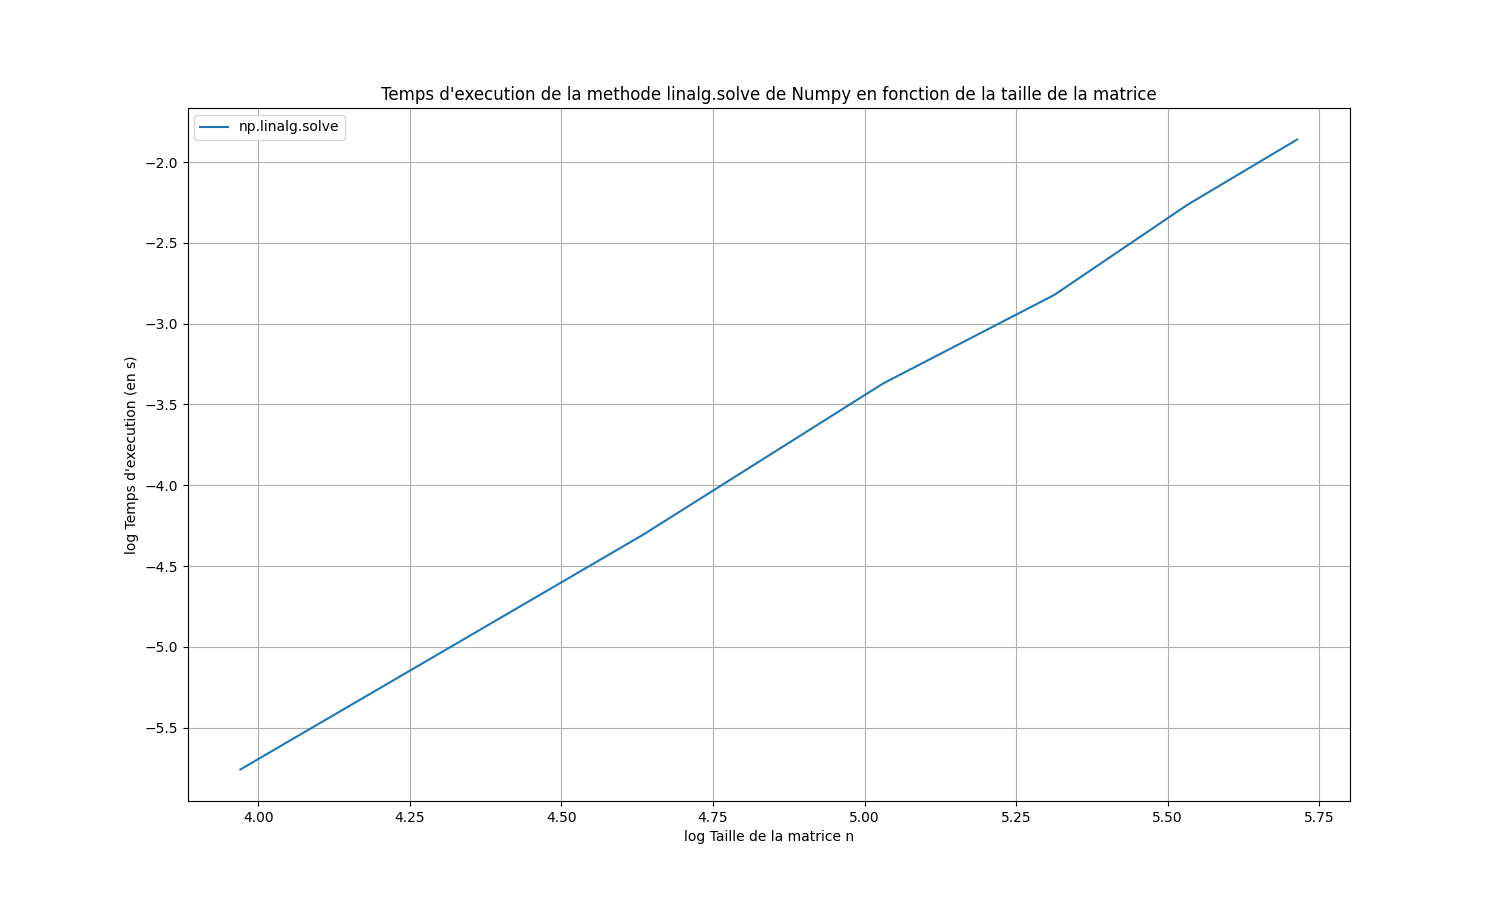 Temps d'execution de la methode linalg.solve de Numpy en fonction de la taille de la matrice
np.linalg.solve
−2.0
−2.5
−3.0
−3.5
−4.0
−4.5
−5.0
−5.5
log Temps d'execution (en s)
4.00 4.25 4.50 4.75 5.00 5.25 5.50 5.75
log Taille de la matrice n